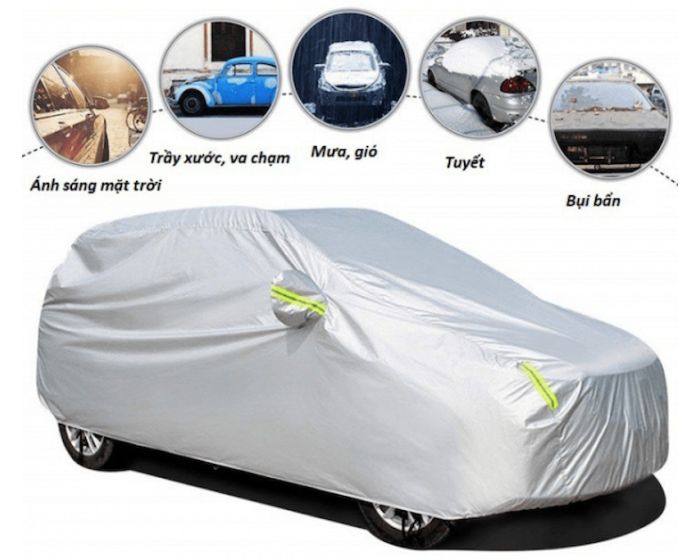 Ánh sáng mặt trời
Trầy xước, va chạm
Mưa, gió
Tuyết
Bụi bẩn